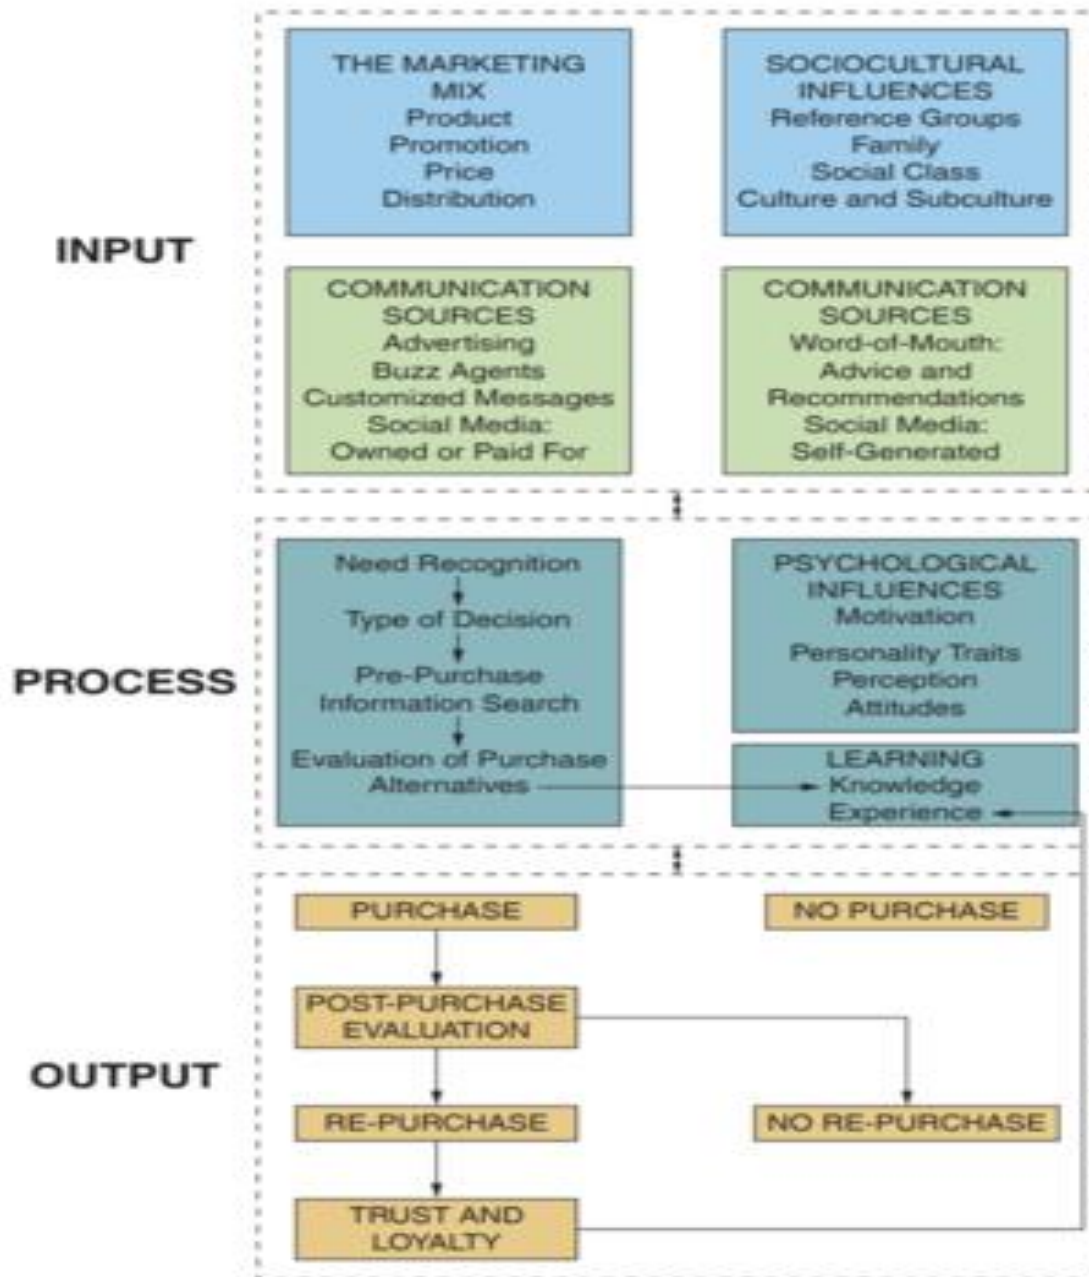 INPUT
THE MARKETING
MIX
Product
Promotion
Price
Distribution
SOCIOCULTURAL
INFLUENCES
Reference Groups
Family
Social Class
Culture and Subculture
COMMUNICATION
SOURCES
Advertising
Buzz Agents
Customized Messages
Social Media:
Owned or Paid For
COMMUNICATION
SOURCES
Word-of-Mouth:
Advice and
Recommendations
Social Media:
Self-Generated
PROCESS
Need Recognition
Type of Decision
Pre-Purchase
Information Search
Evaluation of Purchase
Alternatives
PSYCHOLOGICAL
INFLUENCES
Motivation
Personality Traits
Perception
Attitudes
LEARNING
Knowledge
Experience
OUTPUT
PURCHASE
NO PURCHASE
POST-PURCHASE
EVALUATION
RE-PURCHASE
NO RE-PURCHASE
TRUST AND
LOYALTY